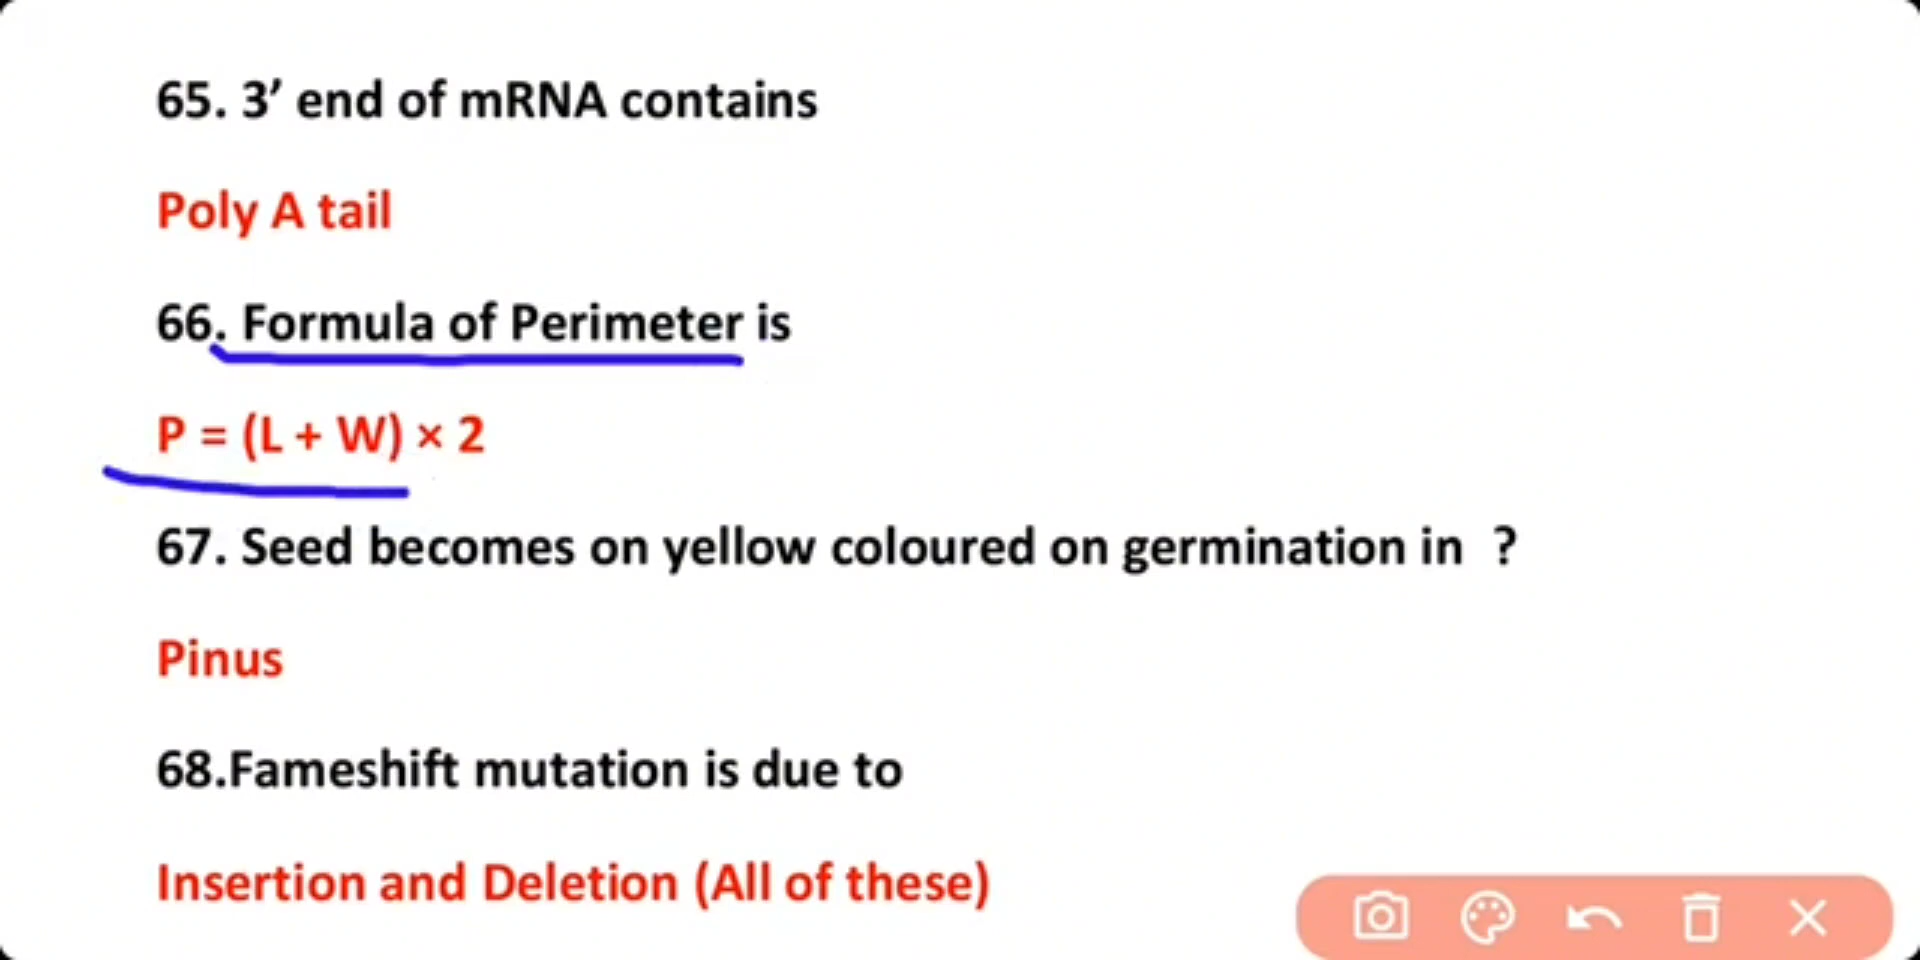 65. 3’ end of mRNA contains
Poly A tail
66. Formula of Perimeter is
P = (L + W) × 2
67. Seed becomes on yellow coloured on germination in  ?
Pinus
68.Fameshift mutation is due to
Insertion and Deletion (All of these)